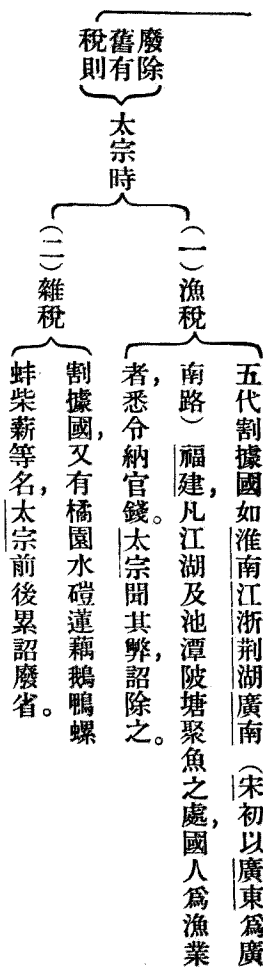 廢除
舊有
稅則
太宗時
（一）漁稅
五代割據國如淮南江浙荆湖廣南（宋初以廣東爲廣
南路）福建，凡江湖及池潭陂塘聚魚之處，國人爲漁業
者，悉令納官錢。太宗聞其弊，詔除之。
（二）雜稅
割據國，又有橘園水磑蓮藕鵝鴨螺
蚌柴薪等名，太宗前後累詔廢省。